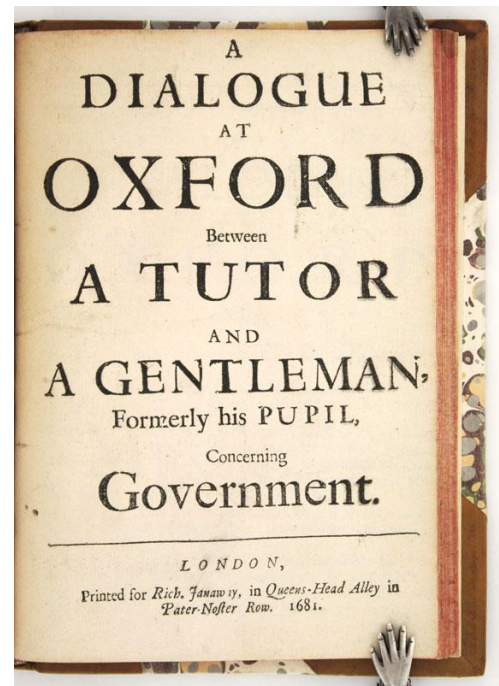 A
DIALOGUE
AT
OXFORD
Between
A TUTOR
AND
A GENTLEMAN,
Formerly his PUPIL,
Concerning
Government.
LONDON,
Printed for Rich. Janaway, in Queens-Head Alley in
Pater-Noſter Row. 1681.